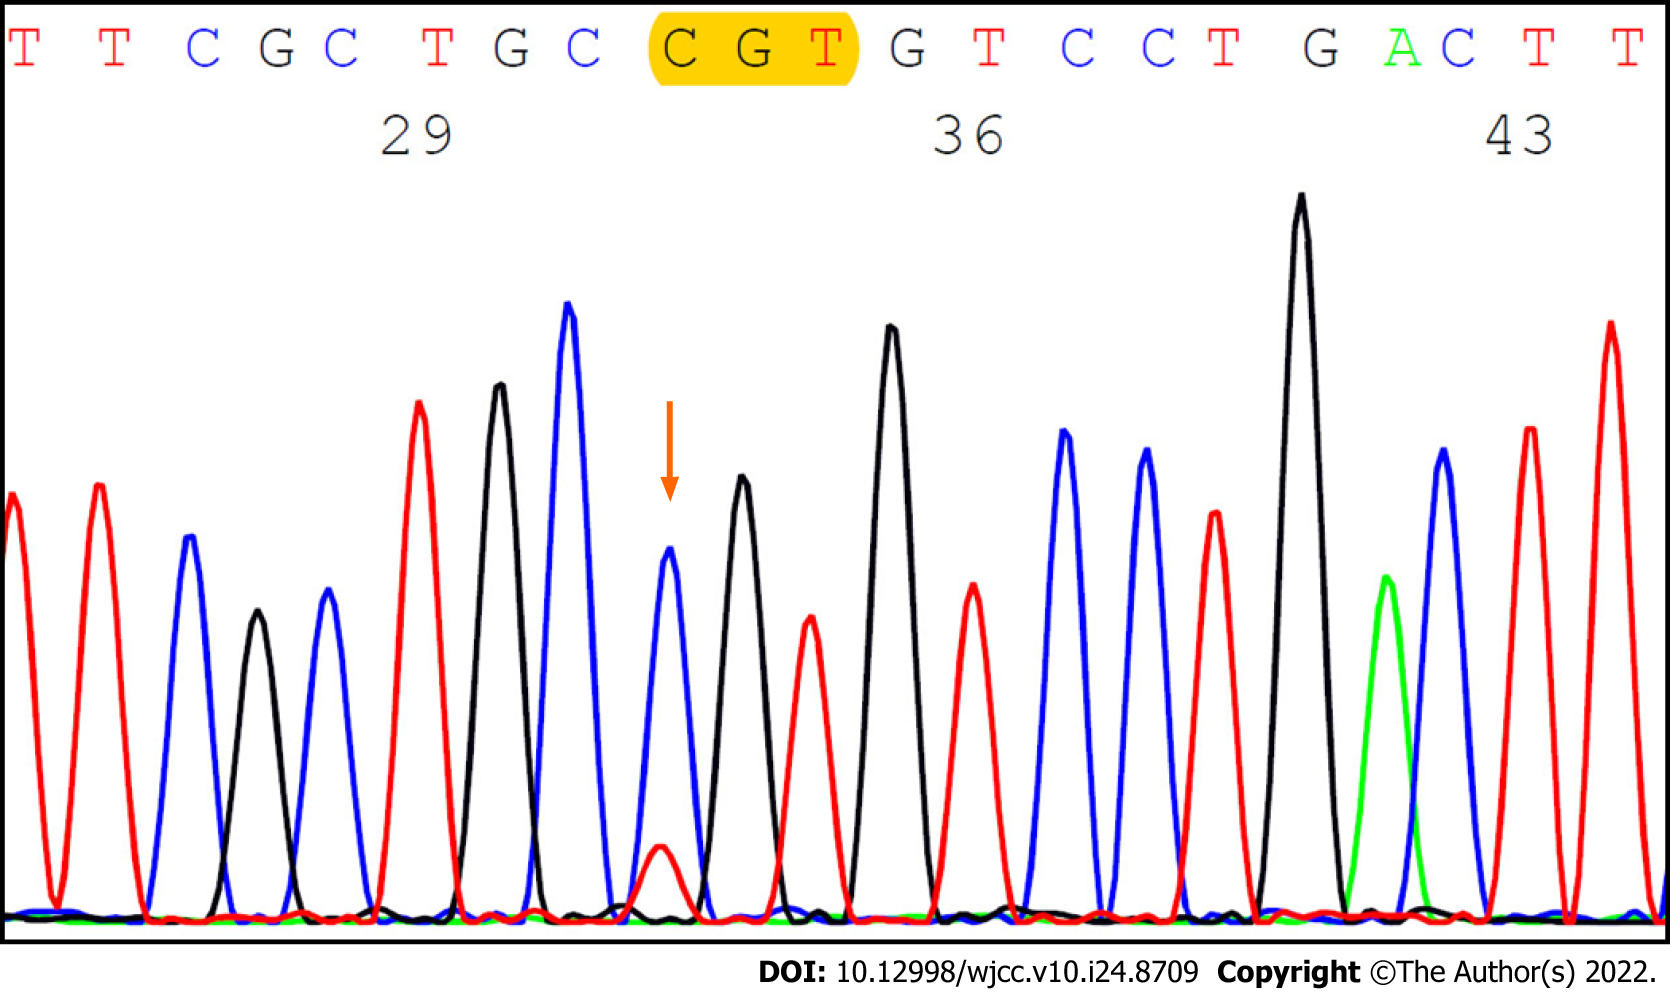 T T C G C T G C C G T G T C C T G A C T T
29 36 43
DOI: 10.12998/wjcc.v10.i24.8709 Copyright ©The Author(s) 2022.